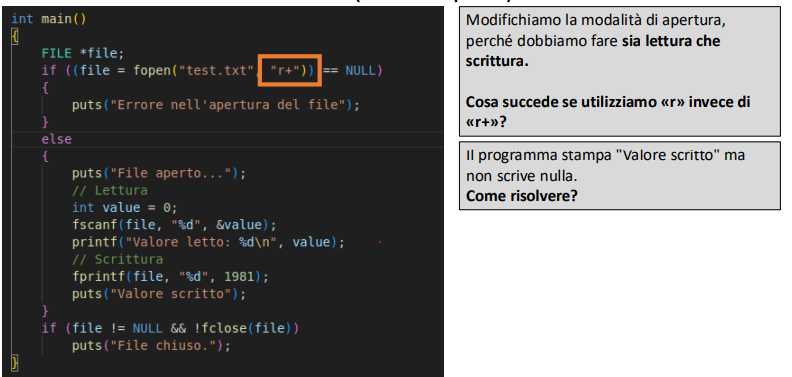 int main()
{
FILE *file;
if ((file = fopen("test.txt", "r+")) == NULL)
{
puts("Errore nell'apertura del file");
}
else
{
puts("File aperto...");
// Lettura
int value = 0;
fscanf(file, "%d", &value);
printf("Valore letto: %d\n", value);
// Scrittura
fprintf(file, "%d", 1981);
puts("Valore scritto");
}
if (file != NULL && !fclose(file))
puts("File chiuso.");
}
Modifichiamo la modalità di apertura,
perché dobbiamo fare sia lettura che
scrittura.
Cosa succede se utilizziamo «r» invece di
«r+»?
Il programma stampa "Valore scritto" ma
non scrive nulla.
Come risolvere?